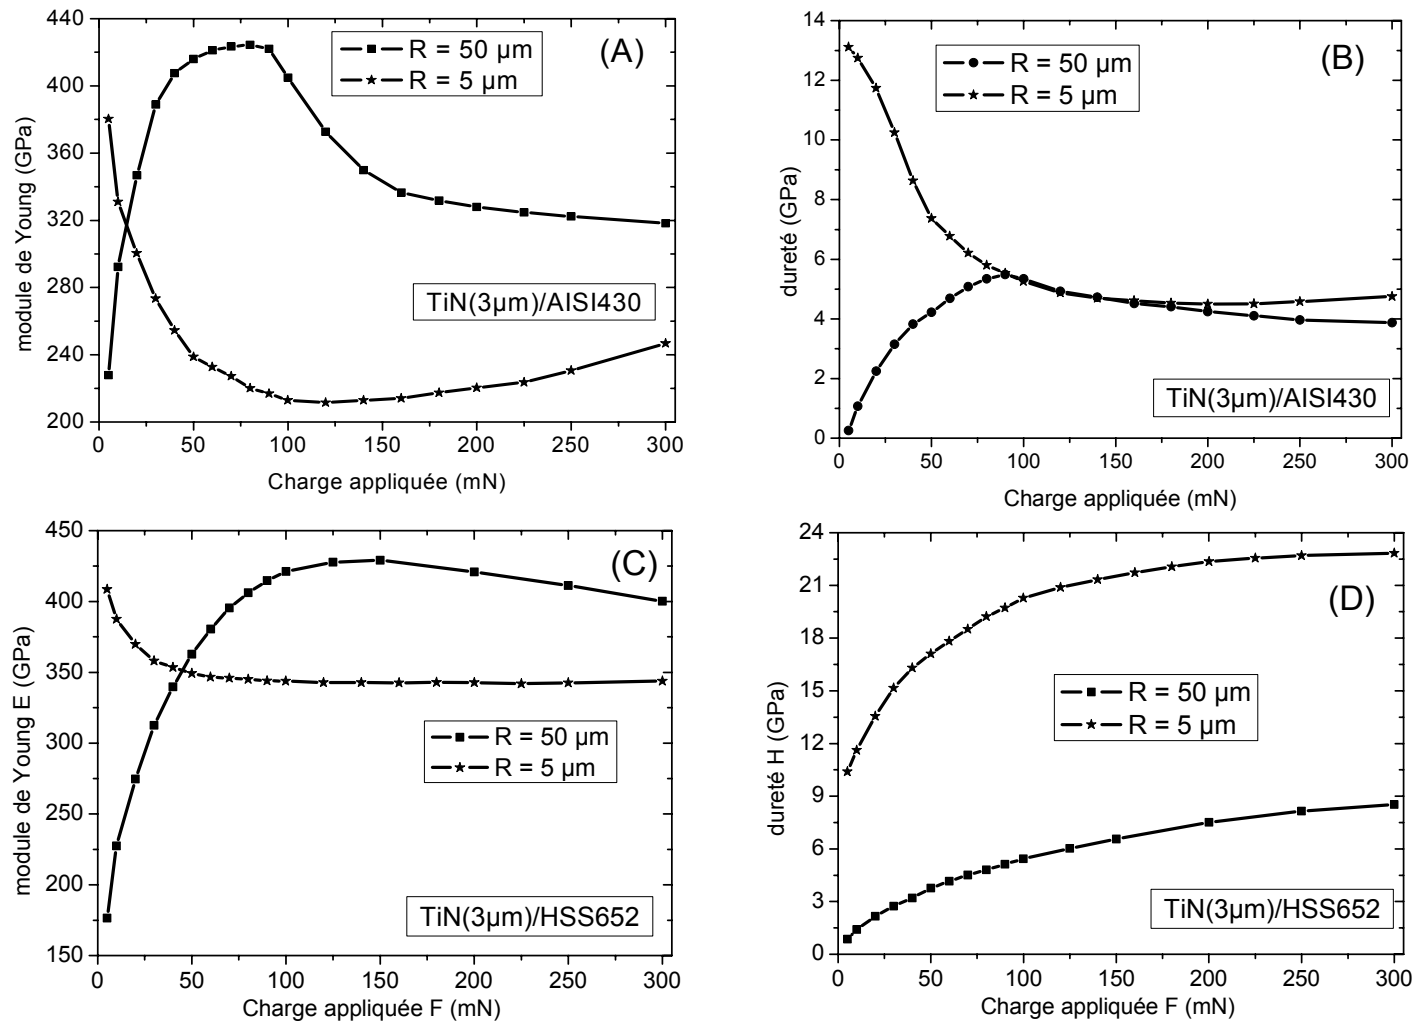 440
400
360
320
280
240
200
module de Young (GPa)
R = 50 µm
R = 5 µm
(A)
TiN(3µm)/AISI430
0 50 100 150 200 250 300
Charge appliquée (mN)
14
12
10
8
6
4
2
0
dureté (GPa)
R = 50 µm
R = 5 µm
(B)
TiN(3µm)/AISI430
0 50 100 150 200 250 300
Charge appliquée (mN)
450
400
350
300
250
200
150
module de Young E (GPa)
(C)
R = 50 µm
R = 5 µm
TiN(3µm)/HSS652
0 50 100 150 200 250 300
Charge appliquée F (mN)
24
21
18
15
12
9
6
3
0
dureté H (GPa)
(D)
R = 50 µm
R = 5 µm
TiN(3µm)/HSS652
0 50 100 150 200 250 300
Charge appliquée F (mN)